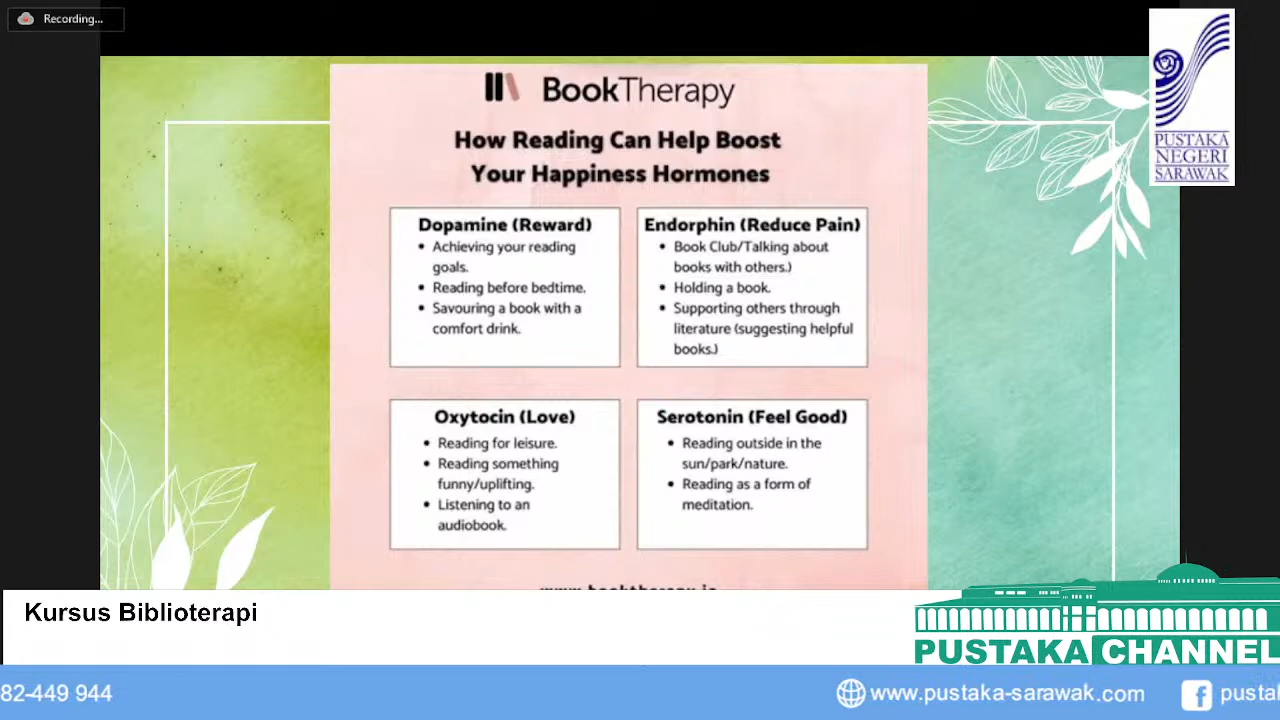 Recording...
PUSTAKA
NEGERI
SARAWAK
BookTherapy
How Reading Can Help Boost
Your Happiness Hormones
Dopamine (Reward)
• Achieving your reading
goals.
• Reading before bedtime.
• Savouring a book with a
comfort drink.
Endorphin (Reduce Pain)
• Book Club/Talking about
books with others.)
• Holding a book.
• Supporting others through
literature (suggesting helpful
books.)
Oxytocin (Love)
• Reading for leisure.
• Reading something
funny/uplifting.
• Listening to an
audiobook.
Serotonin (Feel Good)
• Reading outside in the
sun/park/nature.
• Reading as a form of
meditation.
Kursus Biblioterapi
PUSTAKA CHANNEL
82-449 944
www.pustaka-sarawak.com
pusta